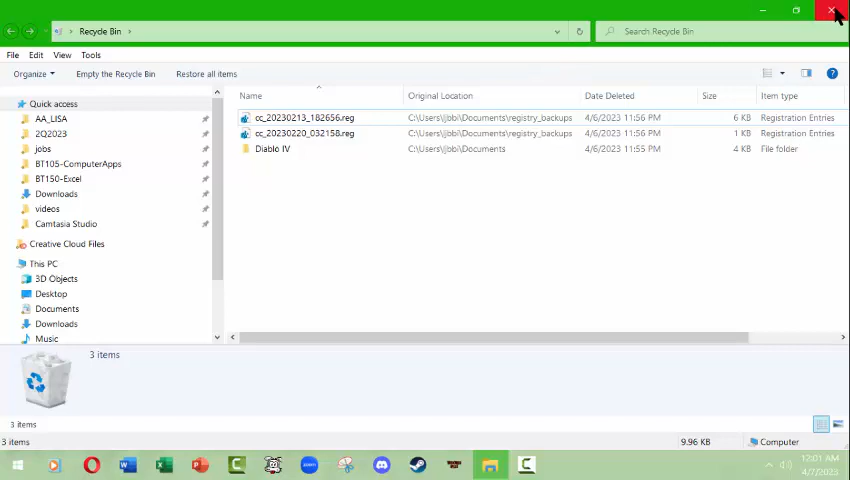 Recycle Bin
Search Recycle Bin
File Edit View Tools
Organize Empty the Recycle Bin Restore all items
Quick access
AA_LISA
2Q2023
jobs
BT105-ComputerApps
BT150-Excel
Downloads
videos
Camtasia Studio
Creative Cloud Files
This PC
3D Objects
Desktop
Documents
Downloads
Music
Name Original Location Date Deleted Size Item type
cc_20230213_182656.reg C:\Users\jjbbi\Documents\registry_backups 4/6/2023 11:56 PM 6 KB Registration Entries
cc_20230220_032158.reg C:\Users\jjbbi\Documents\registry_backups 4/6/2023 11:56 PM 1 KB Registration Entries
Diablo IV C:\Users\jjbbi\Documents 4/6/2023 11:55 PM 4 KB File folder
3 items
3 items
3 items 9.96 KB Computer
12:01 AM
4/7/2023